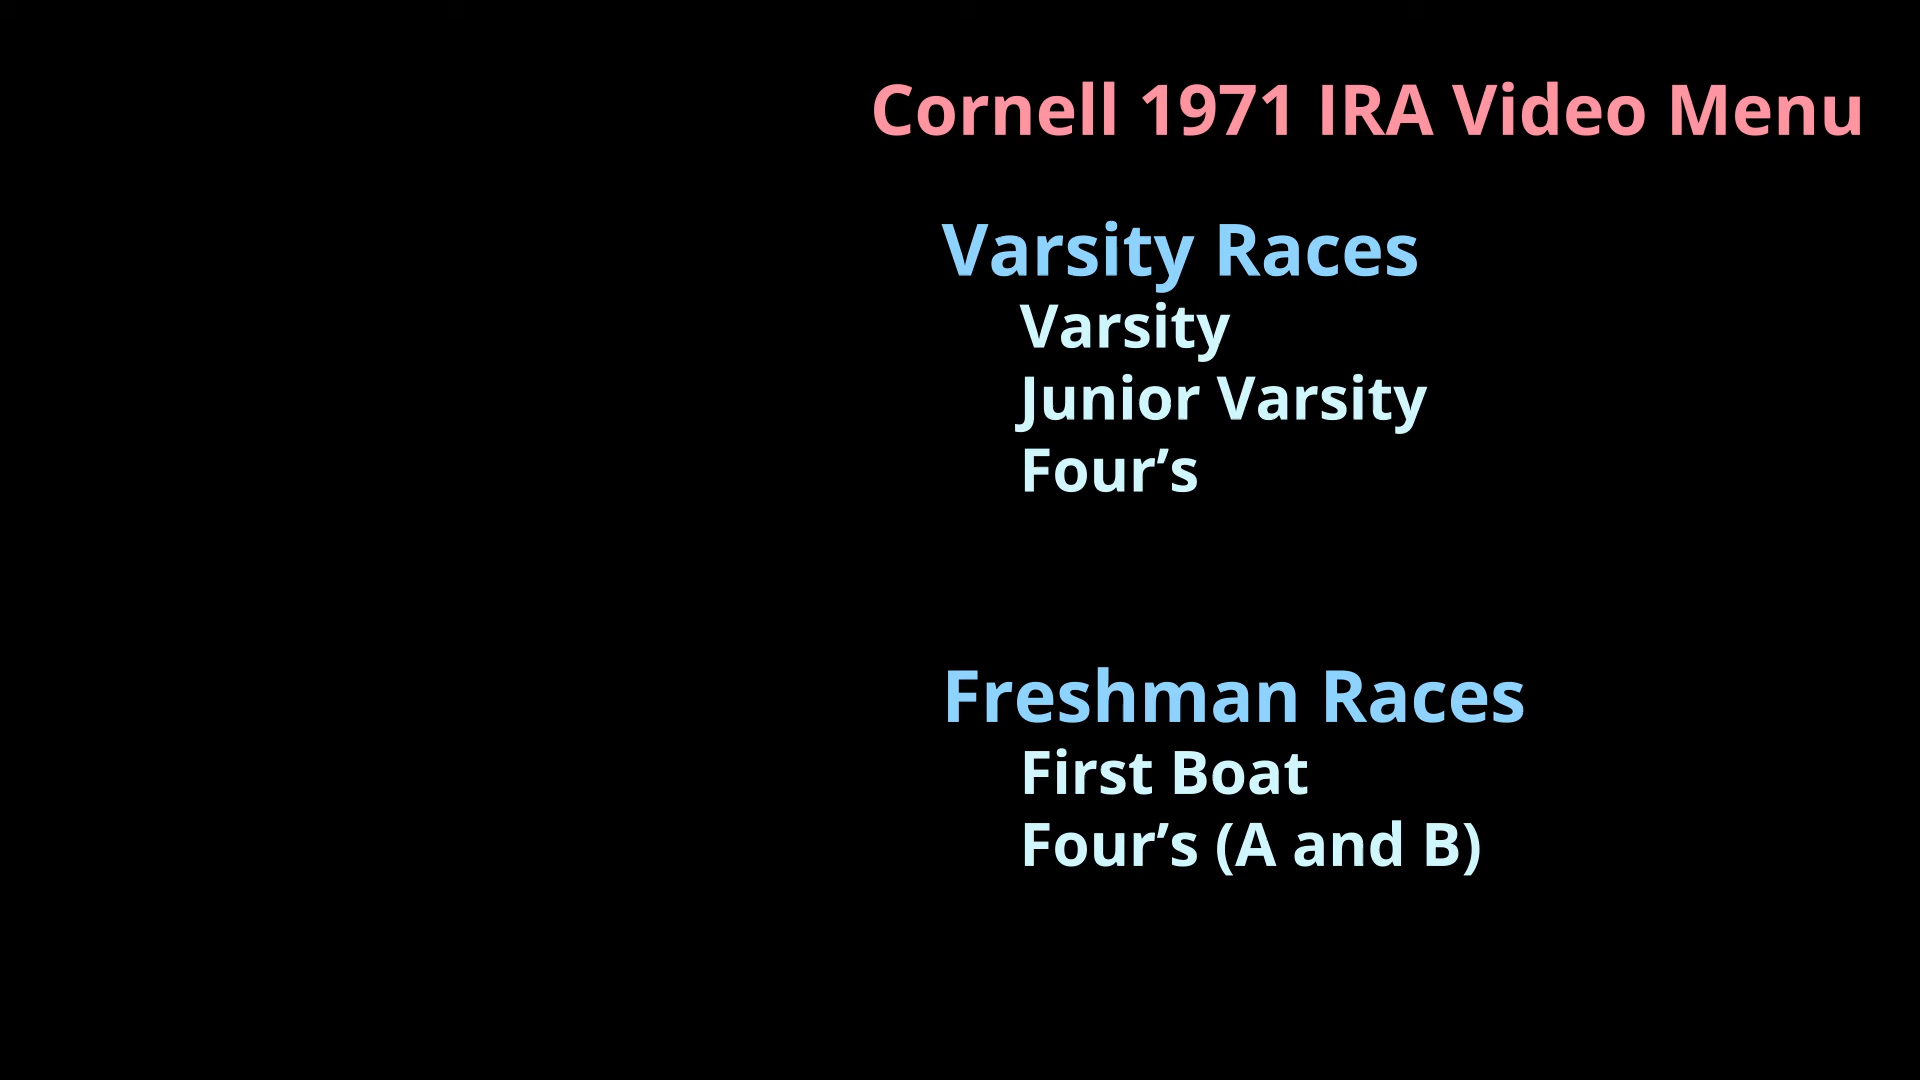 Cornell 1971 IRA Video Menu
Varsity Races
Varsity
Junior Varsity
Four’s
Freshman Races
First Boat
Four’s (A and B)